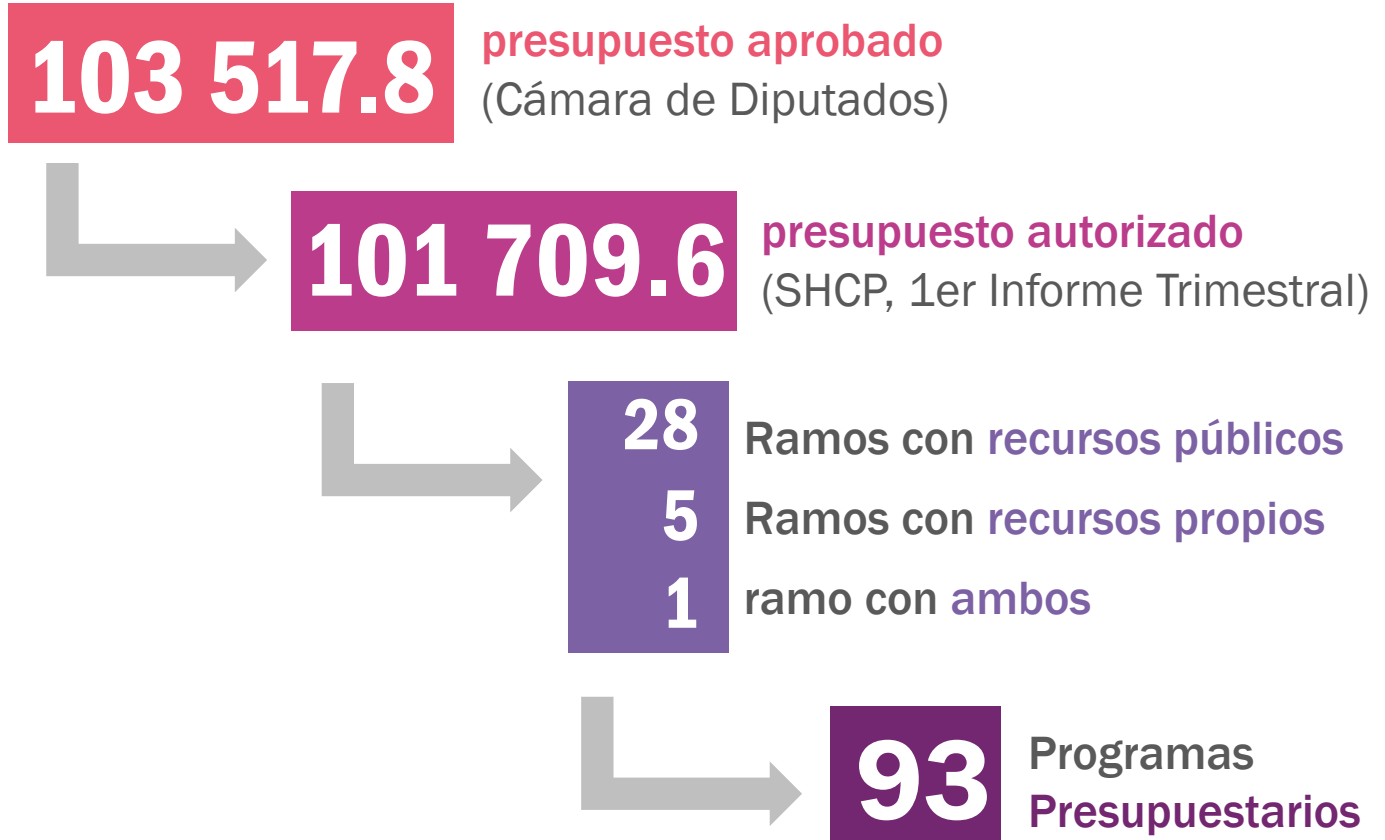 103 517.8
presupuesto aprobado
(Cámara de Diputados)
101 709.6
presupuesto autorizado
(SHCP, 1er Informe Trimestral)
28 Ramos con recursos públicos
5 Ramos con recursos propios
1 ramo con ambos
93
Programas
Presupuestarios